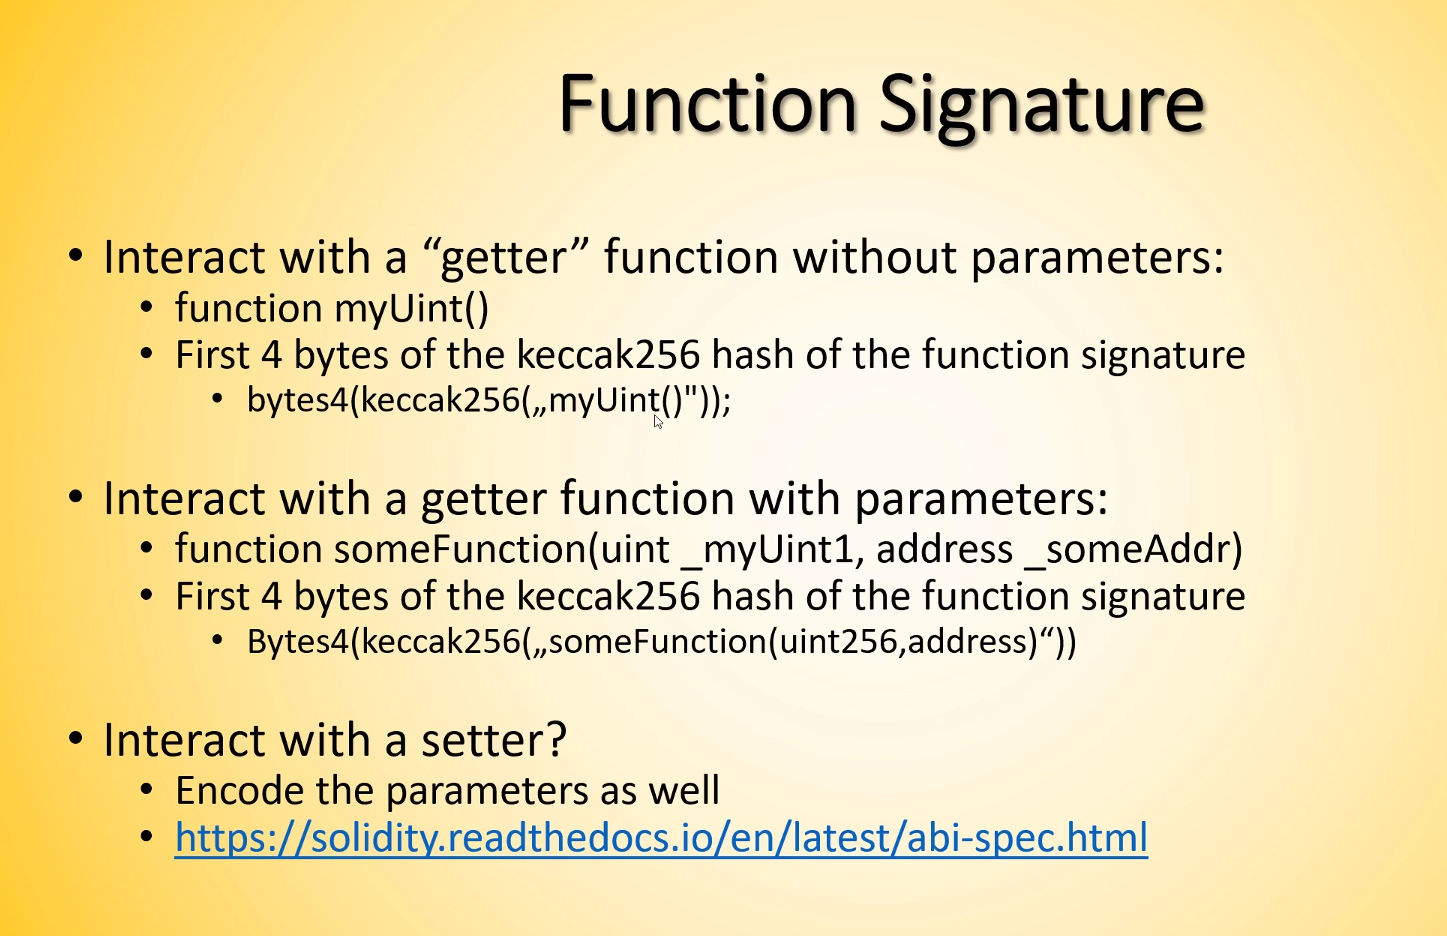 Function Signature
• Interact with a “getter” function without parameters:
• function myUint()
• First 4 bytes of the keccak256 hash of the function signature
• bytes4(keccak256(„myUint()"));
• Interact with a getter function with parameters:
• function someFunction(uint _myUint1, address _someAddr)
• First 4 bytes of the keccak256 hash of the function signature
• Bytes4(keccak256(„someFunction(uint256,address)“))
• Interact with a setter?
• Encode the parameters as well
• https://solidity.readthedocs.io/en/latest/abi-spec.html